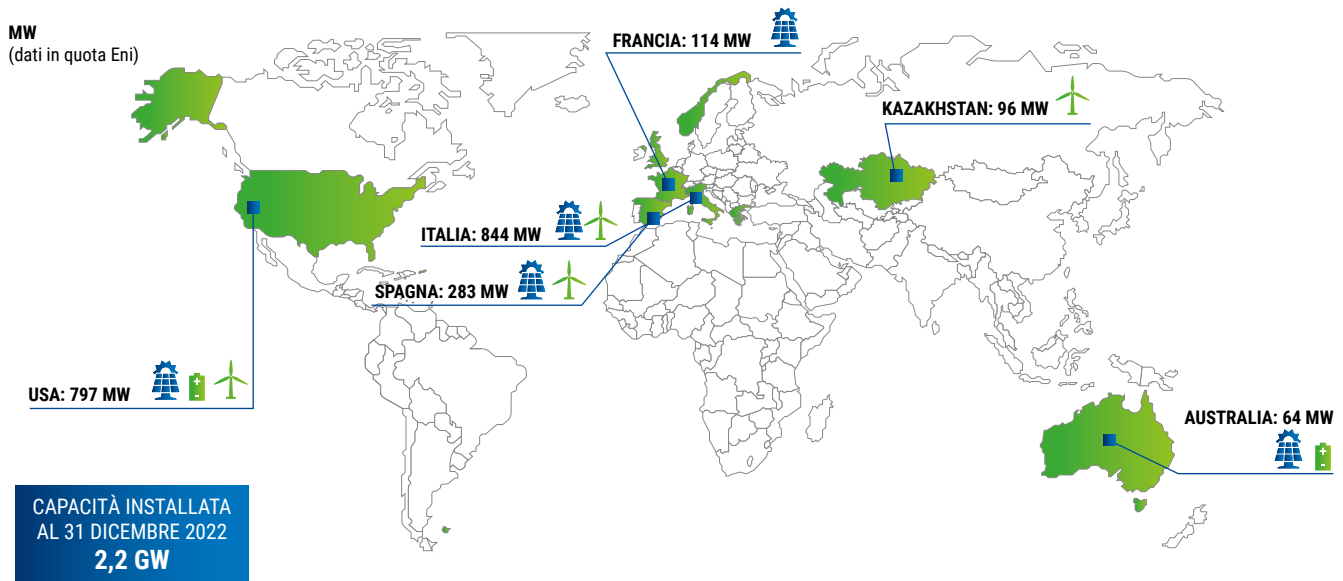 MW
(dati in quota Eni)
FRANCIA: 114 MW
KAZAKHSTAN: 96 MW
ITALIA: 844 MW
SPAGNA: 283 MW
USA: 797 MW
AUSTRALIA: 64 MW
CAPACITÀ INSTALLATA
AL 31 DICEMBRE 2022
2,2 GW